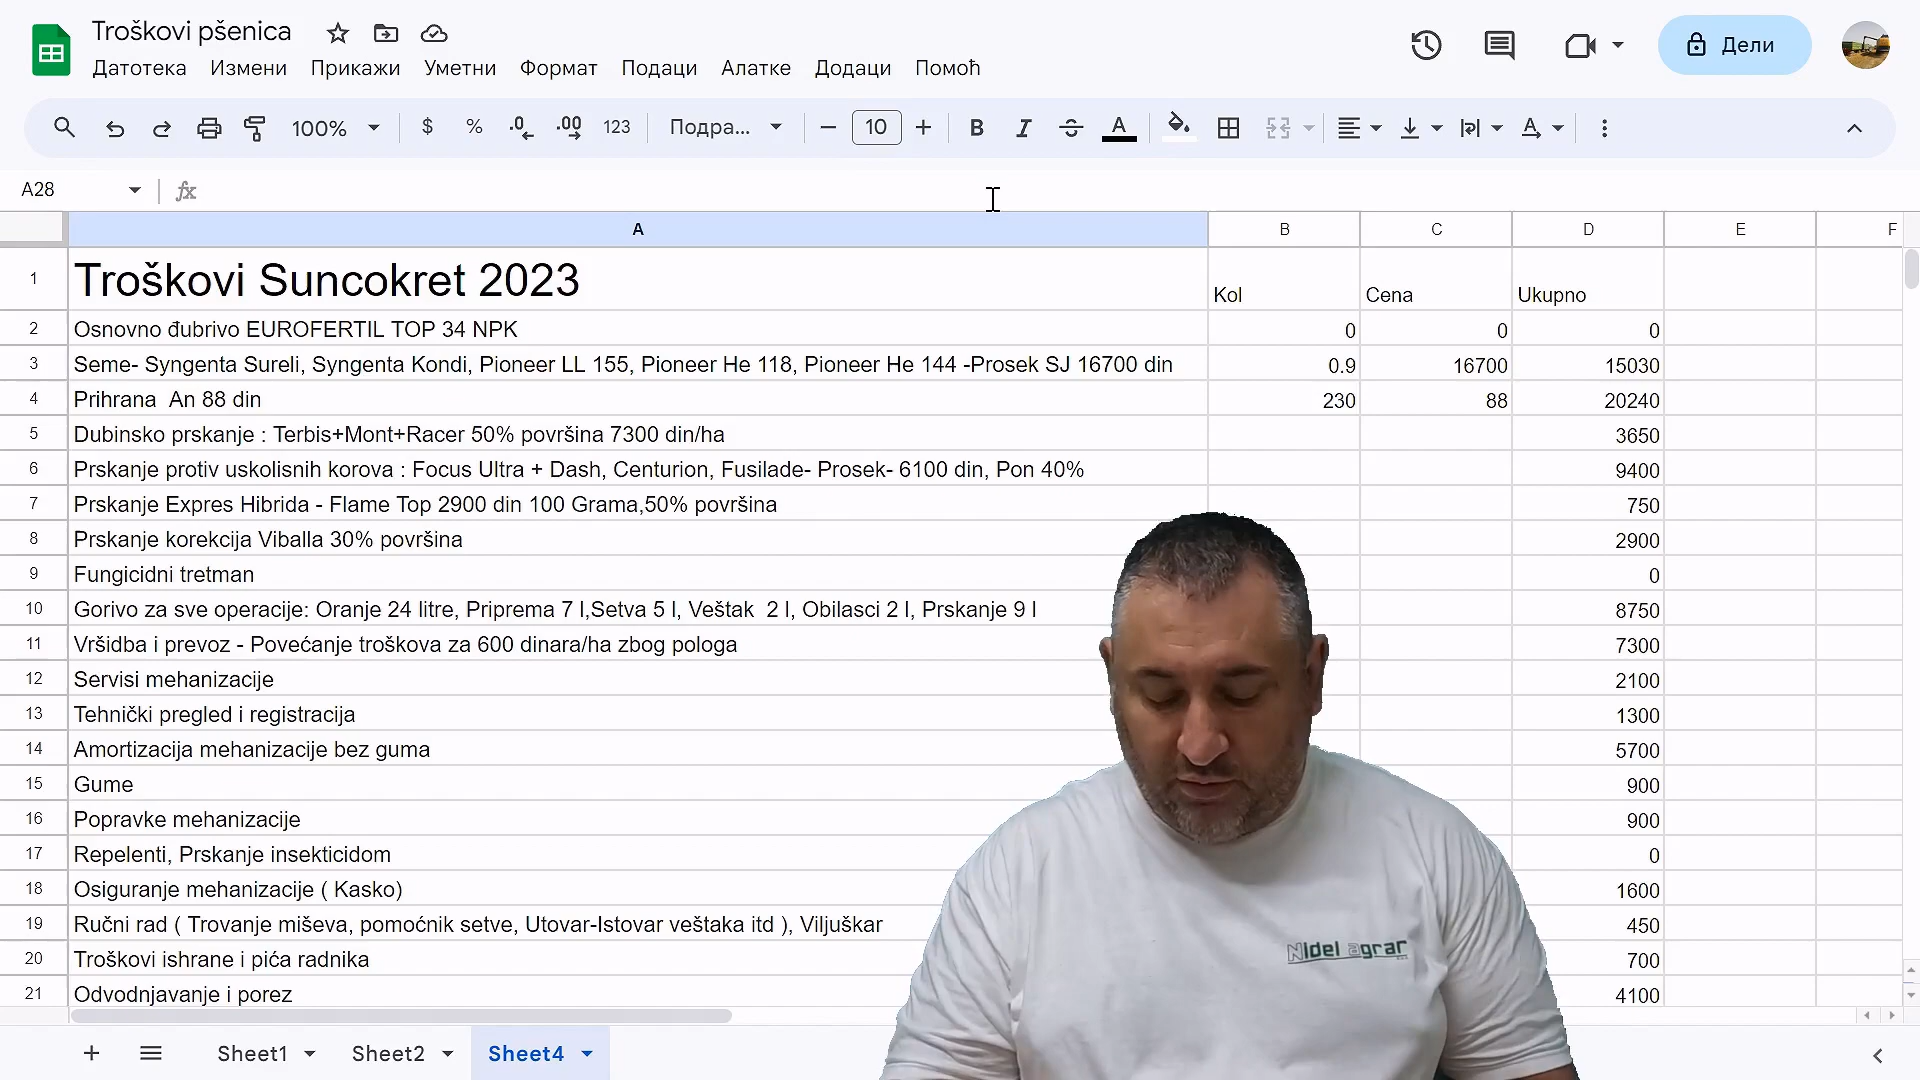 Troškovi pšenica
Датотека Измени Прикажи Уметни Формат Подаци Алатке Додаци Помоћ
Дели
100% $ % .0 .00 123 Подра... 10 B I A
A28 fx
A B C D E F
1 Troškovi Suncokret 2023 Kol Cena Ukupno
2 Osnovno đubrivo EUROFERTIL TOP 34 NPK 0 0 0
3 Seme- Syngenta Sureli, Syngenta Kondi, Pioneer LL 155, Pioneer He 118, Pioneer He 144 -Prosek SJ 16700 din 0.9 16700 15030
4 Prihrana An 88 din 230 88 20240
5 Dubinsko prskanje : Terbis+Mont+Racer 50% površina 7300 din/ha 3650
6 Prskanje protiv uskolisnih korova : Focus Ultra + Dash, Centurion, Fusilade- Prosek- 6100 din, Pon 40% 9400
7 Prskanje Expres Hibrida - Flame Top 2900 din 100 Grama,50% površina 750
8 Prskanje korekcija Viballa 30% površina 2900
9 Fungicidni tretman 0
10 Gorivo za sve operacije: Oranje 24 litre, Priprema 7 l,Setva 5 l, Veštak 2 l, Obilasci 2 l, Prskanje 9 l 8750
11 Vršidba i prevoz - Povećanje troškova za 600 dinara/ha zbog pologa 7300
12 Servisi mehanizacije 2100
13 Tehnički pregled i registracija 1300
14 Amortizacija mehanizacije bez guma 5700
15 Gume 900
16 Popravke mehanizacije 900
17 Repelenti, Prskanje insekticidom 0
18 Osiguranje mehanizacije ( Kasko) 1600
19 Ručni rad ( Trovanje miševa, pomoćnik setve, Utovar-Istovar veštaka itd ), Viljuškar 450
20 Troškovi ishrane i pića radnika 700
21 Odvodnjavanje i porez 4100
Nidel agrar
Sheet1 Sheet2 Sheet4